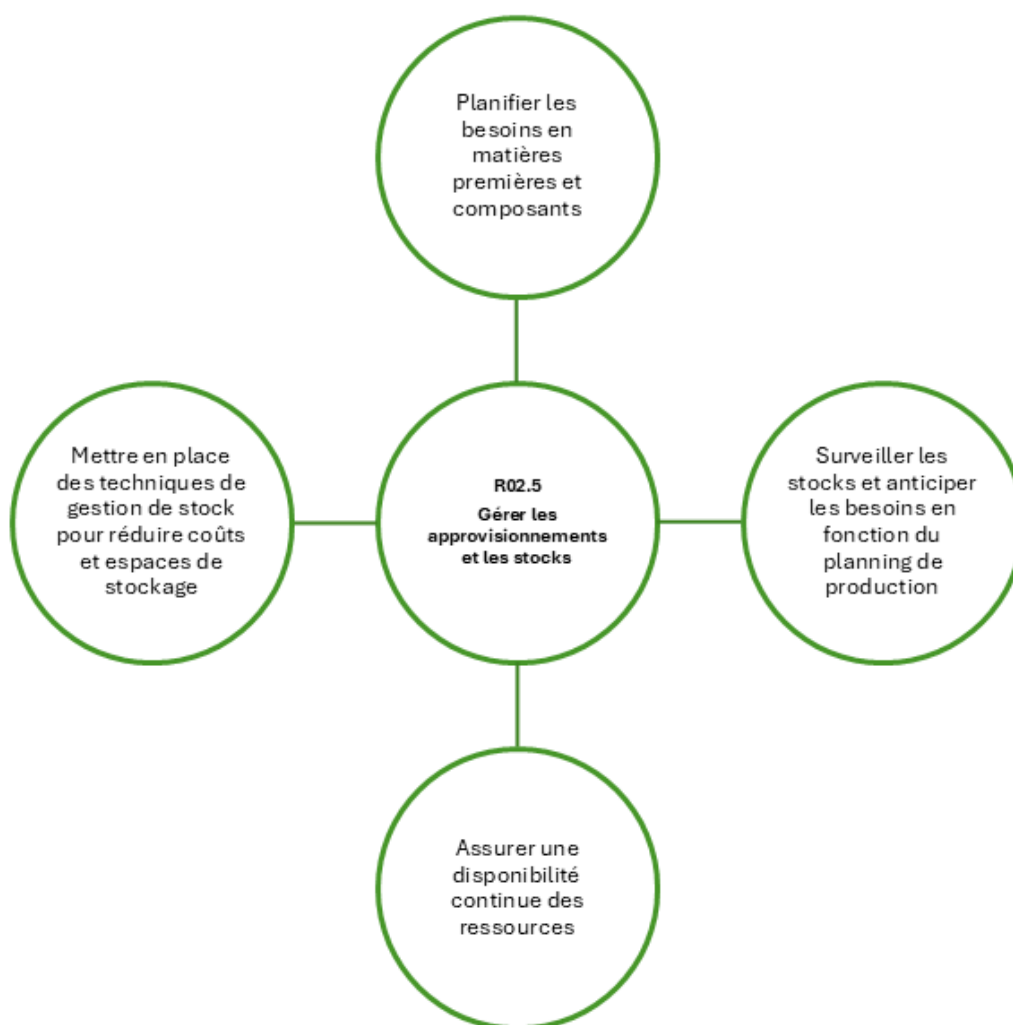 Planifier les
besoins en
matières
premières et
composants
Mettre en place
des techniques de
gestion de stock
pour réduire coûts
et espaces de
stockage
R02.5
Gérer les
approvisionnements
et les stocks
Surveiller les
stocks et anticiper
les besoins en
fonction du
planning de
production
Assurer une
disponibilité
continue des
ressources